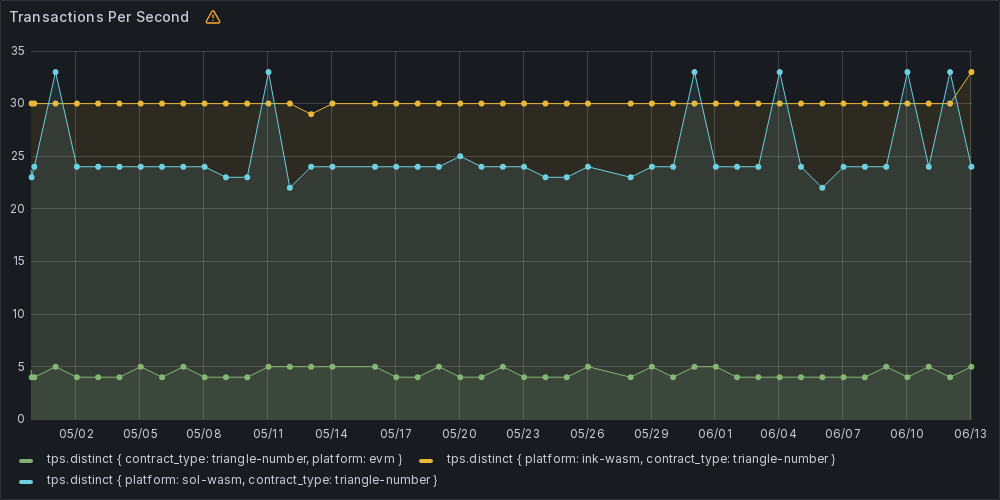 Transactions Per Second
35
30
25
20
15
10
5
0
05/02 05/05 05/08 05/11 05/14 05/17 05/20 05/23 05/26 05/29 06/01 06/04 06/07 06/10 06/13
tps.distinct { contract_type: triangle-number, platform: evm } tps.distinct { platform: ink-wasm, contract_type: triangle-number }
tps.distinct { platform: sol-wasm, contract_type: triangle-number }